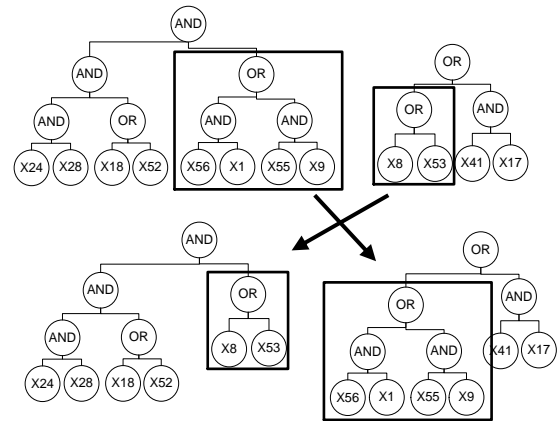 AND
OR
AND OR OR AND
AND OR AND AND
X24 X28 X18 X52 X56 X1 X55 X9 X8 X53 X41 X17
AND
OR
AND OR OR AND
AND OR X8 X53 AND AND X41 X17
X24 X28 X18 X52 X56 X1 X55 X9